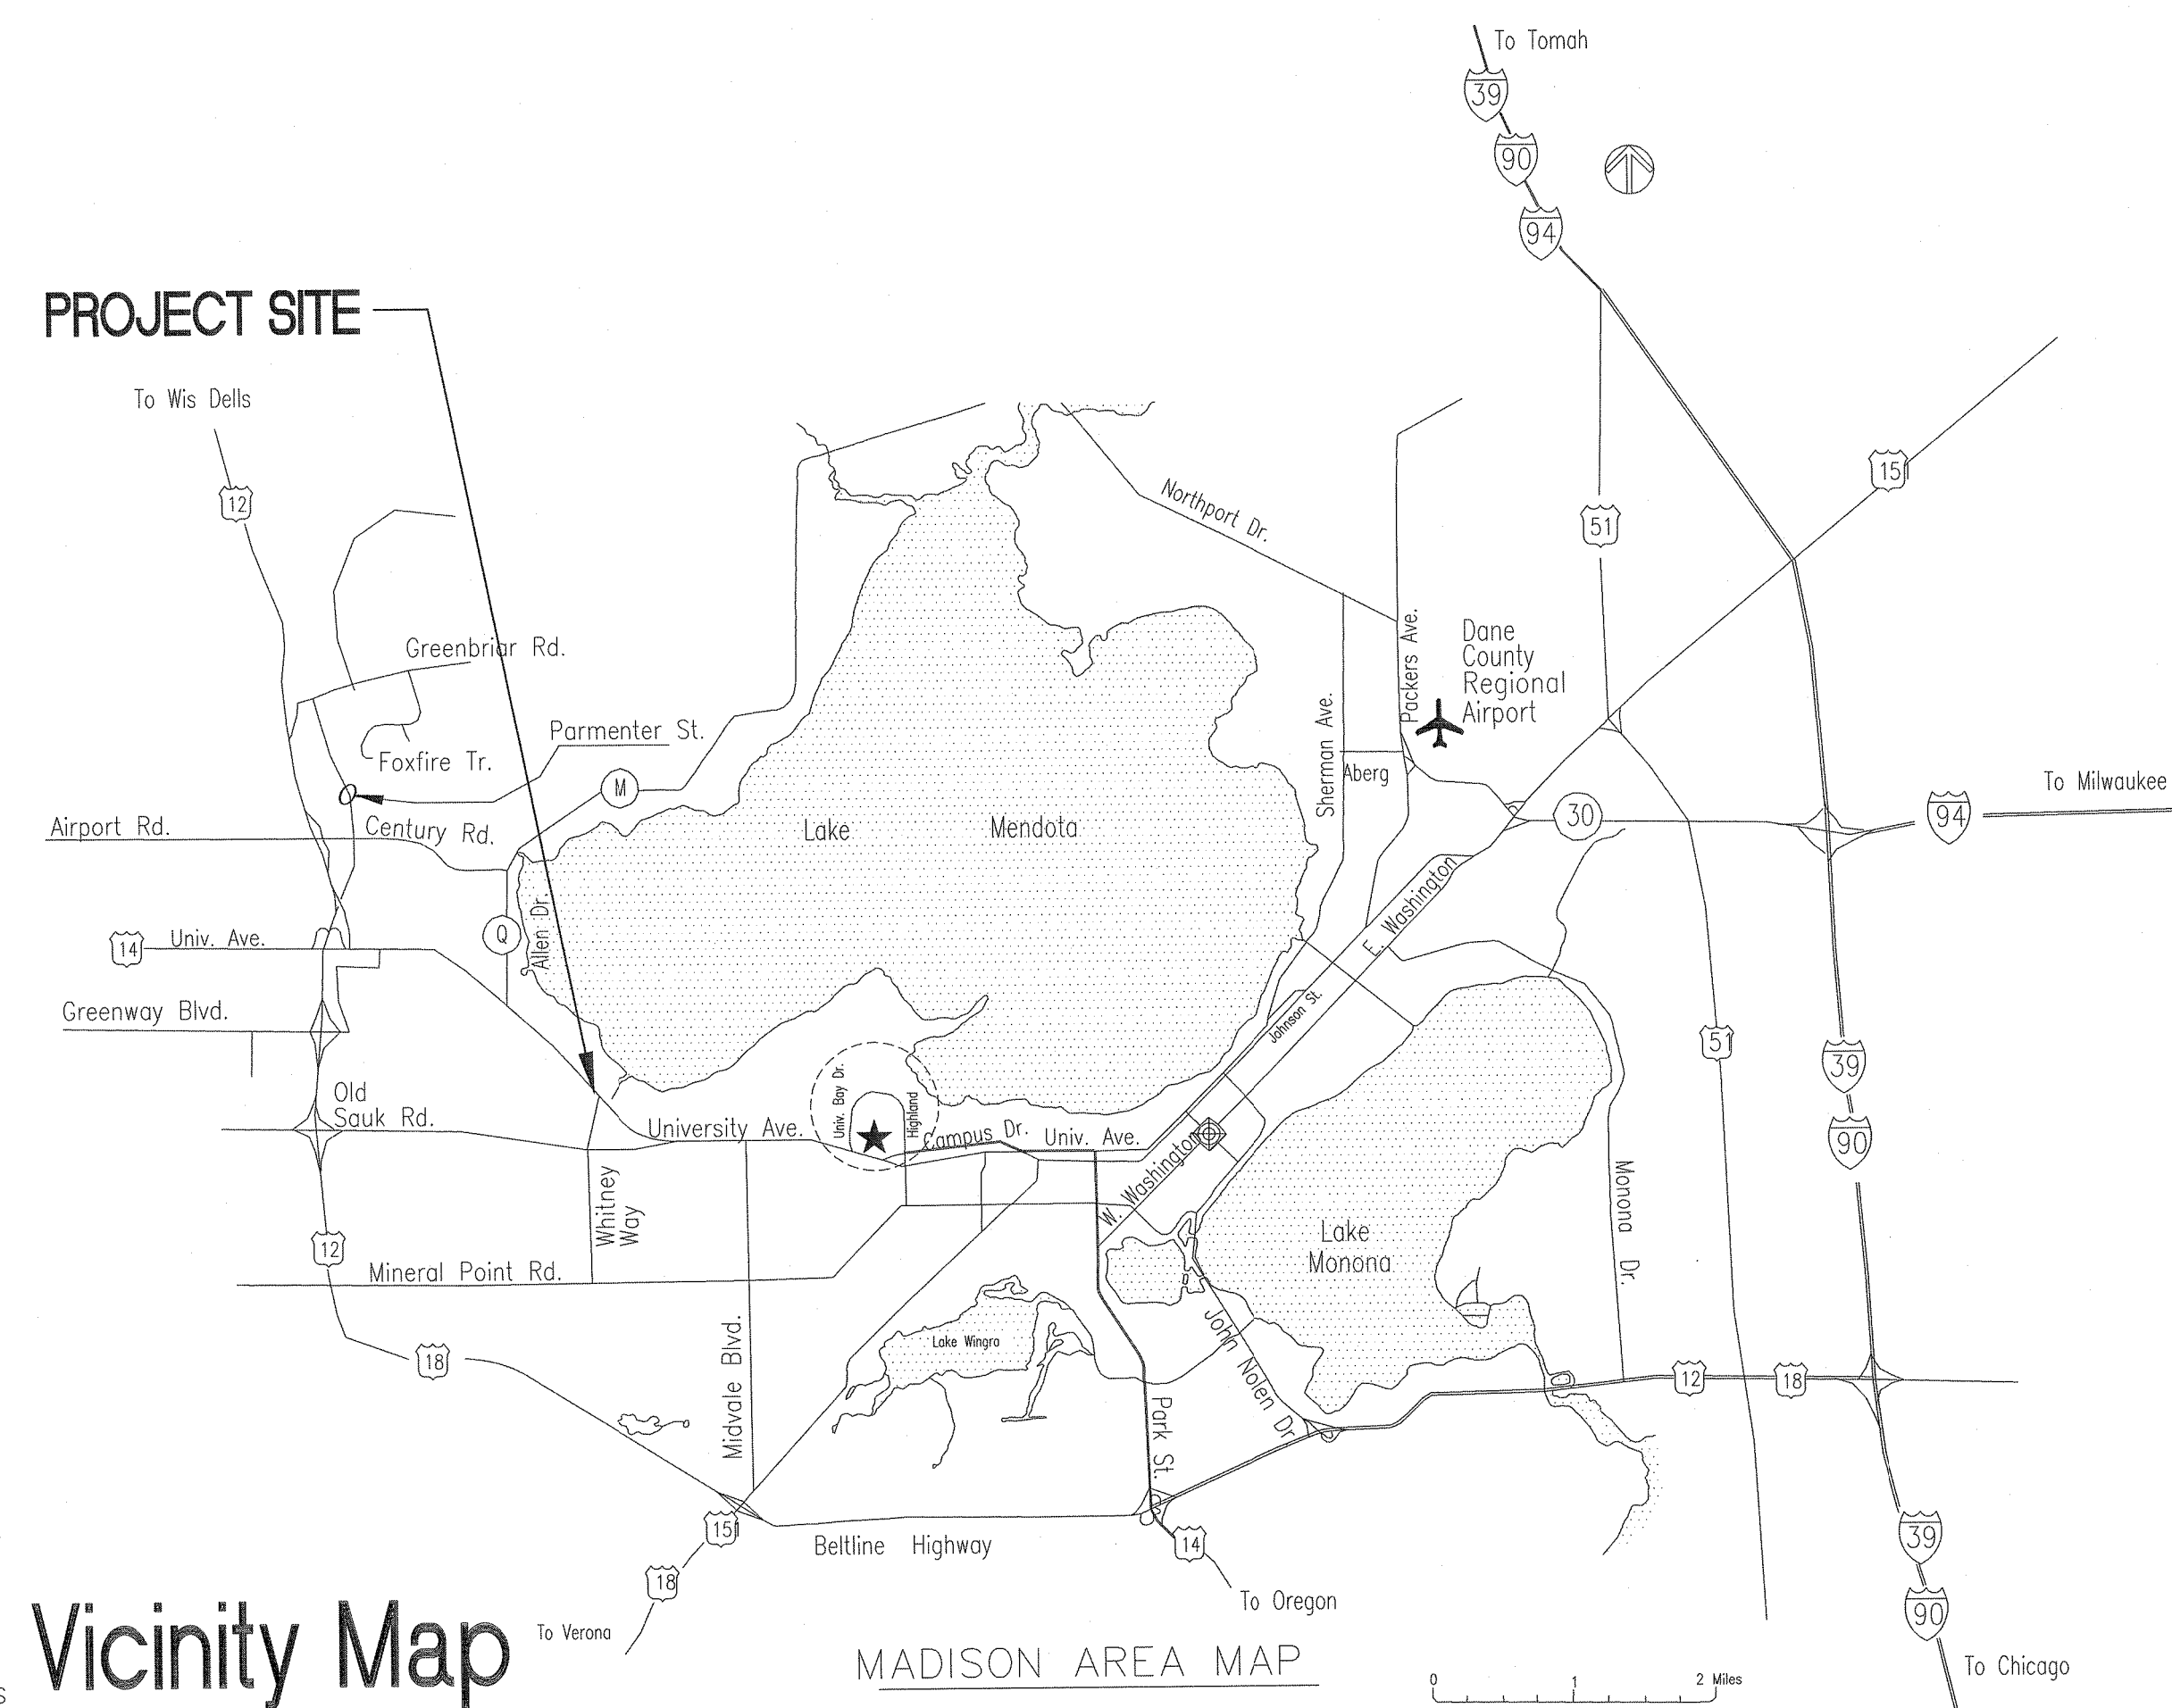 To Tomah
39
90
94
PROJECT SITE
To Wis Dells
12
15
Northport Dr.
51
Greenbriar Rd.
Packers Ave.
Dane
County
Regional
Airport
Sherman Ave.
Parmenter St.
Foxfire Tr.
Aberg
M
To Milwaukee
94
30
Airport Rd.
Century Rd.
Lake Mendota
E. Washington
Allen Dr.
Q
14
Univ. Ave.
Greenway Blvd.
Johnson St.
51
39
90
Old
Sauk Rd.
Univ. Bay Dr.
Highland
University Ave.
Campus Dr.
Univ. Ave.
W. Washington
Whitney
Way
Monona Dr.
12
Lake
Monona
Mineral Point Rd.
Lake Wingra
John Nolen Dr
18
Midvale Blvd.
Park St.
12
18
15
Beltline Highway
14
39
18
90
To Oregon
Vicinity Map
To Verona
MADISON AREA MAP
To Chicago
0 1 2 Miles
S